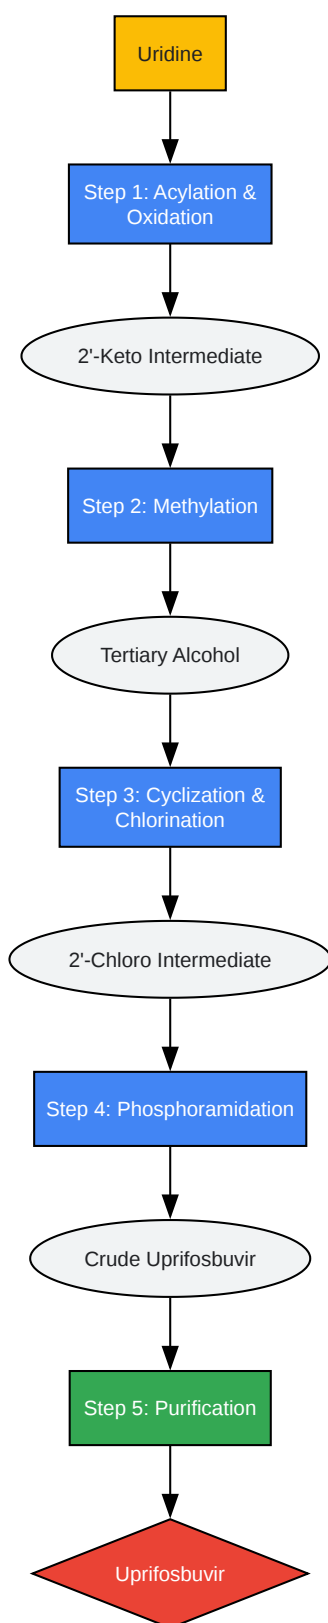 Uridine
Step 1: Acylation &
Oxidation
2'-Keto Intermediate
Step 2: Methylation
Tertiary Alcohol
Step 3: Cyclization &
Chlorination
2'-Chloro Intermediate
Step 4: Phosphoramidation
Crude Uprifosbuvir
Step 5: Purification
Uprifosbuvir